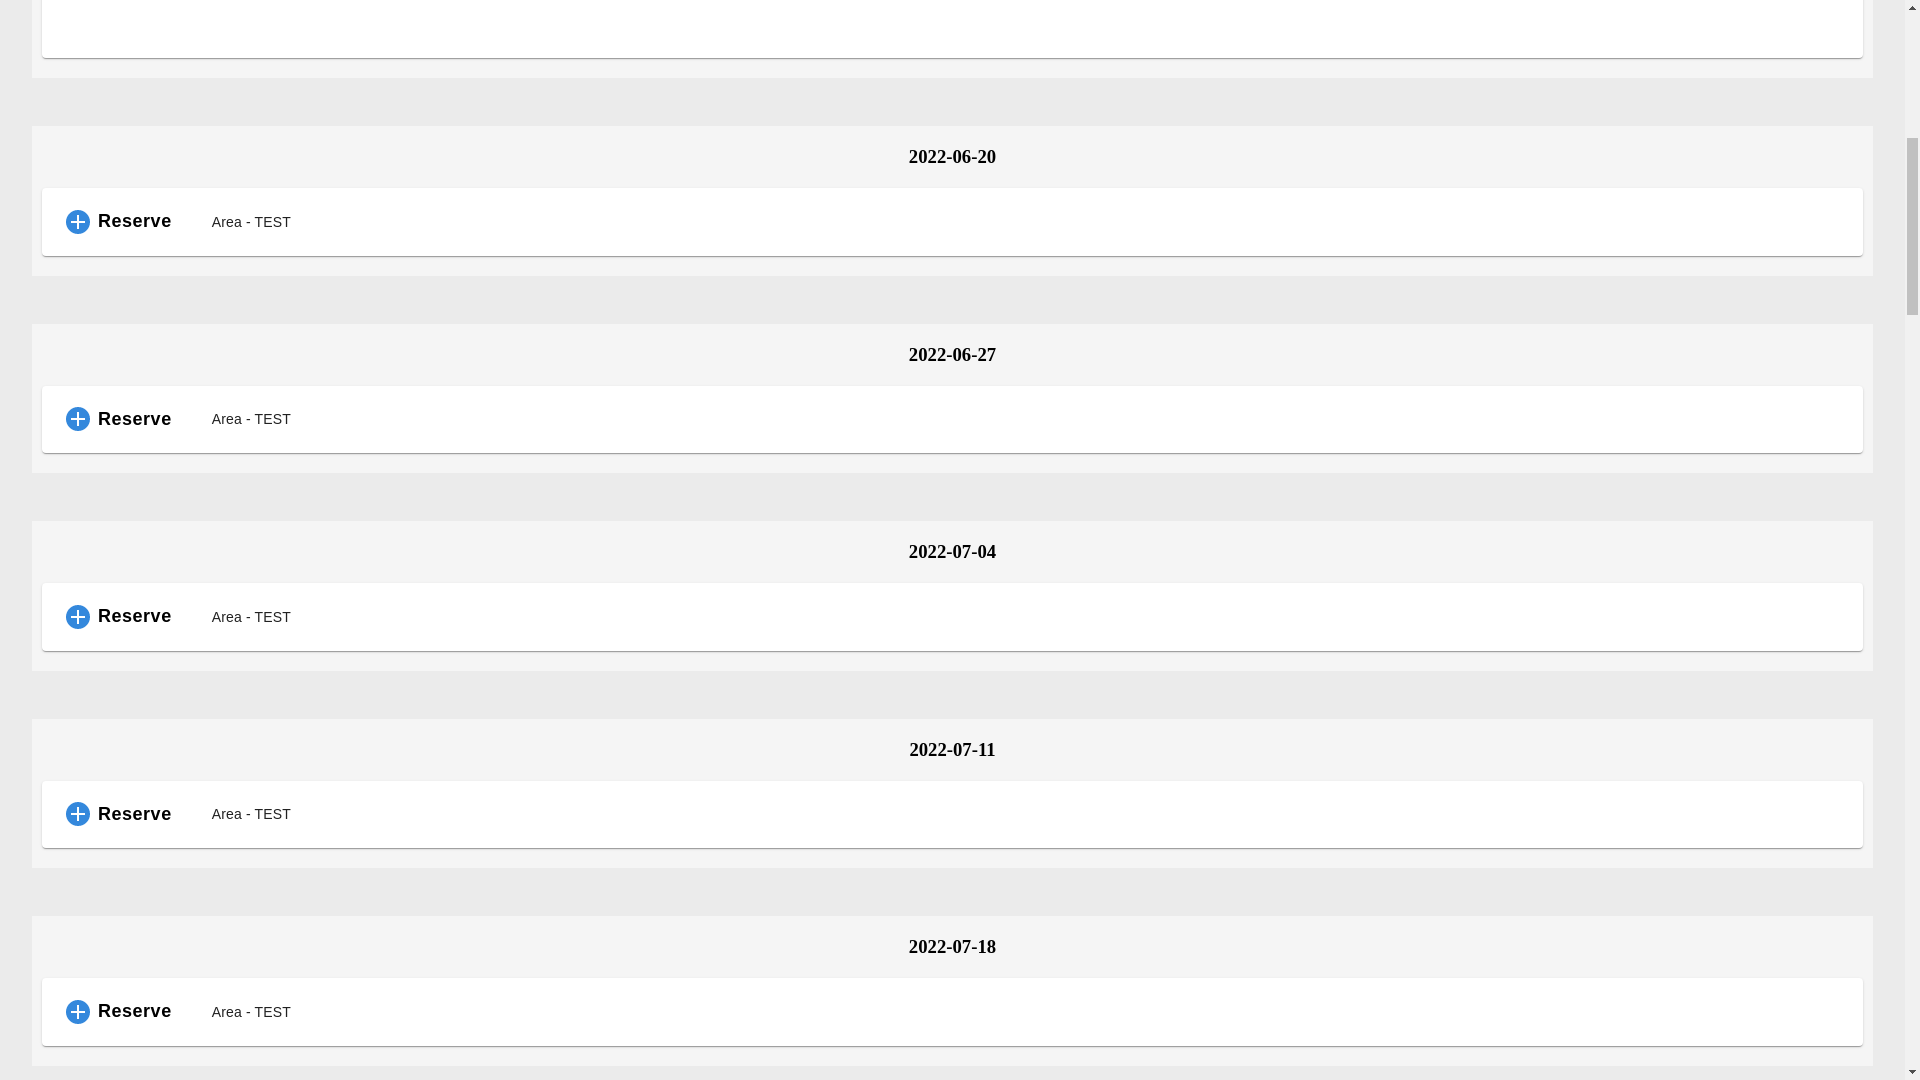 2022-06-20
Reserve Area - TEST
2022-06-27
Reserve Area - TEST
2022-07-04
Reserve Area - TEST
2022-07-11
Reserve Area - TEST
2022-07-18
Reserve Area - TEST